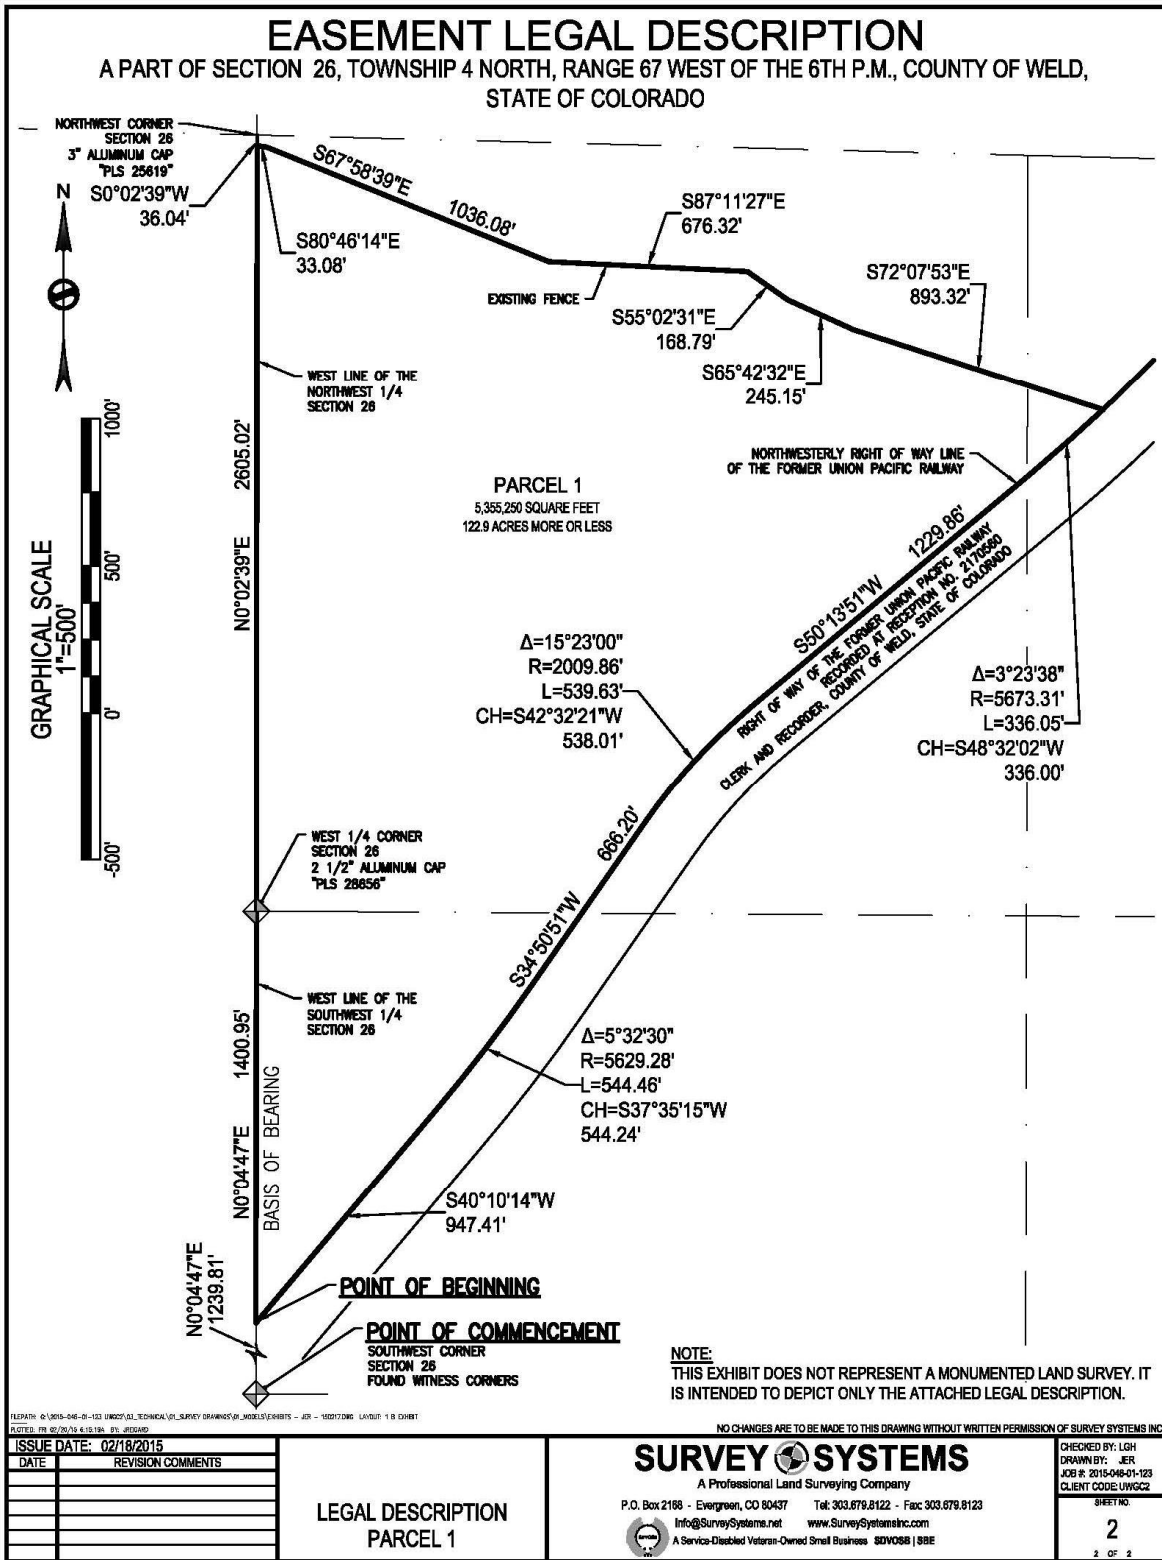 EASEMENT LEGAL DESCRIPTION
A PART OF SECTION 26, TOWNSHIP 4 NORTH, RANGE 67 WEST OF THE 6TH P.M., COUNTY OF WELD,
STATE OF COLORADO
NORTHWEST CORNER
SECTION 26
3" ALUMINUM CAP
"PLS 25619"
S0°02'39"W
36.04'
N
S80°46'14"E
33.08'
S67°58'39"E
1036.08'
S87°11'27"E
676.32'
EXISTING FENCE
S55°02'31"E
168.79'
S65°42'32"E
245.15'
S72°07'53"E
893.32'
WEST LINE OF THE
NORTHWEST 1/4
SECTION 26
N0°02'39"E 2605.02'
GRAPHICAL SCALE
1"=500'
1000'
500'
0'
-500'
PARCEL 1
5,355,250 SQUARE FEET
122.9 ACRES MORE OR LESS
NORTHWESTERLY RIGHT OF WAY LINE
OF THE FORMER UNION PACIFIC RAILWAY
S50°13'51"W 1229.86'
RIGHT OF WAY OF THE FORMER UNION PACIFIC RAILWAY
RECORDED AT RECEPTION NO. 2170560
CLERK AND RECORDER, COUNTY OF WELD, STATE OF COLORADO
Δ=15°23'00"
R=2009.86'
L=539.63'
CH=S42°32'21"W
538.01'
Δ=3°23'38"
R=5673.31'
L=336.05'
CH=S48°32'02"W
336.00'
WEST 1/4 CORNER
SECTION 26
2 1/2" ALUMINUM CAP
"PLS 28656"
S34°50'51"W 666.20'
WEST LINE OF THE
SOUTHWEST 1/4
SECTION 26
N0°04'47"E 1400.95'
BASIS OF BEARING
Δ=5°32'30"
R=5629.28'
L=544.46'
CH=S37°35'15"W
544.24'
S40°10'14"W
947.41'
N0°04'47"E
1239.81'
POINT OF BEGINNING
POINT OF COMMENCEMENT
SOUTHWEST CORNER
SECTION 26
FOUND WITNESS CORNERS
NOTE:
THIS EXHIBIT DOES NOT REPRESENT A MONUMENTED LAND SURVEY. IT
IS INTENDED TO DEPICT ONLY THE ATTACHED LEGAL DESCRIPTION.
NO CHANGES ARE TO BE MADE TO THIS DRAWING WITHOUT WRITTEN PERMISSION OF SURVEY SYSTEMS INC
ISSUE DATE: 02/18/2015
DATE REVISION COMMENTS
LEGAL DESCRIPTION
PARCEL 1
SURVEY SYSTEMS
A Professional Land Surveying Company
P.O. Box 2168 - Evergreen, CO 80437 Tel: 303.679.8122 - Fax: 303.679.8123
Info@SurveySystems.net www.SurveySystemsInc.com
A Service-Disabled Veteran-Owned Small Business SDVOSB | SBE
CHECKED BY: LGH
DRAWN BY: JER
JOB #: 2015-046-01-123
CLIENT CODE: UWGC2
SHEET NO.
2
2 OF 2